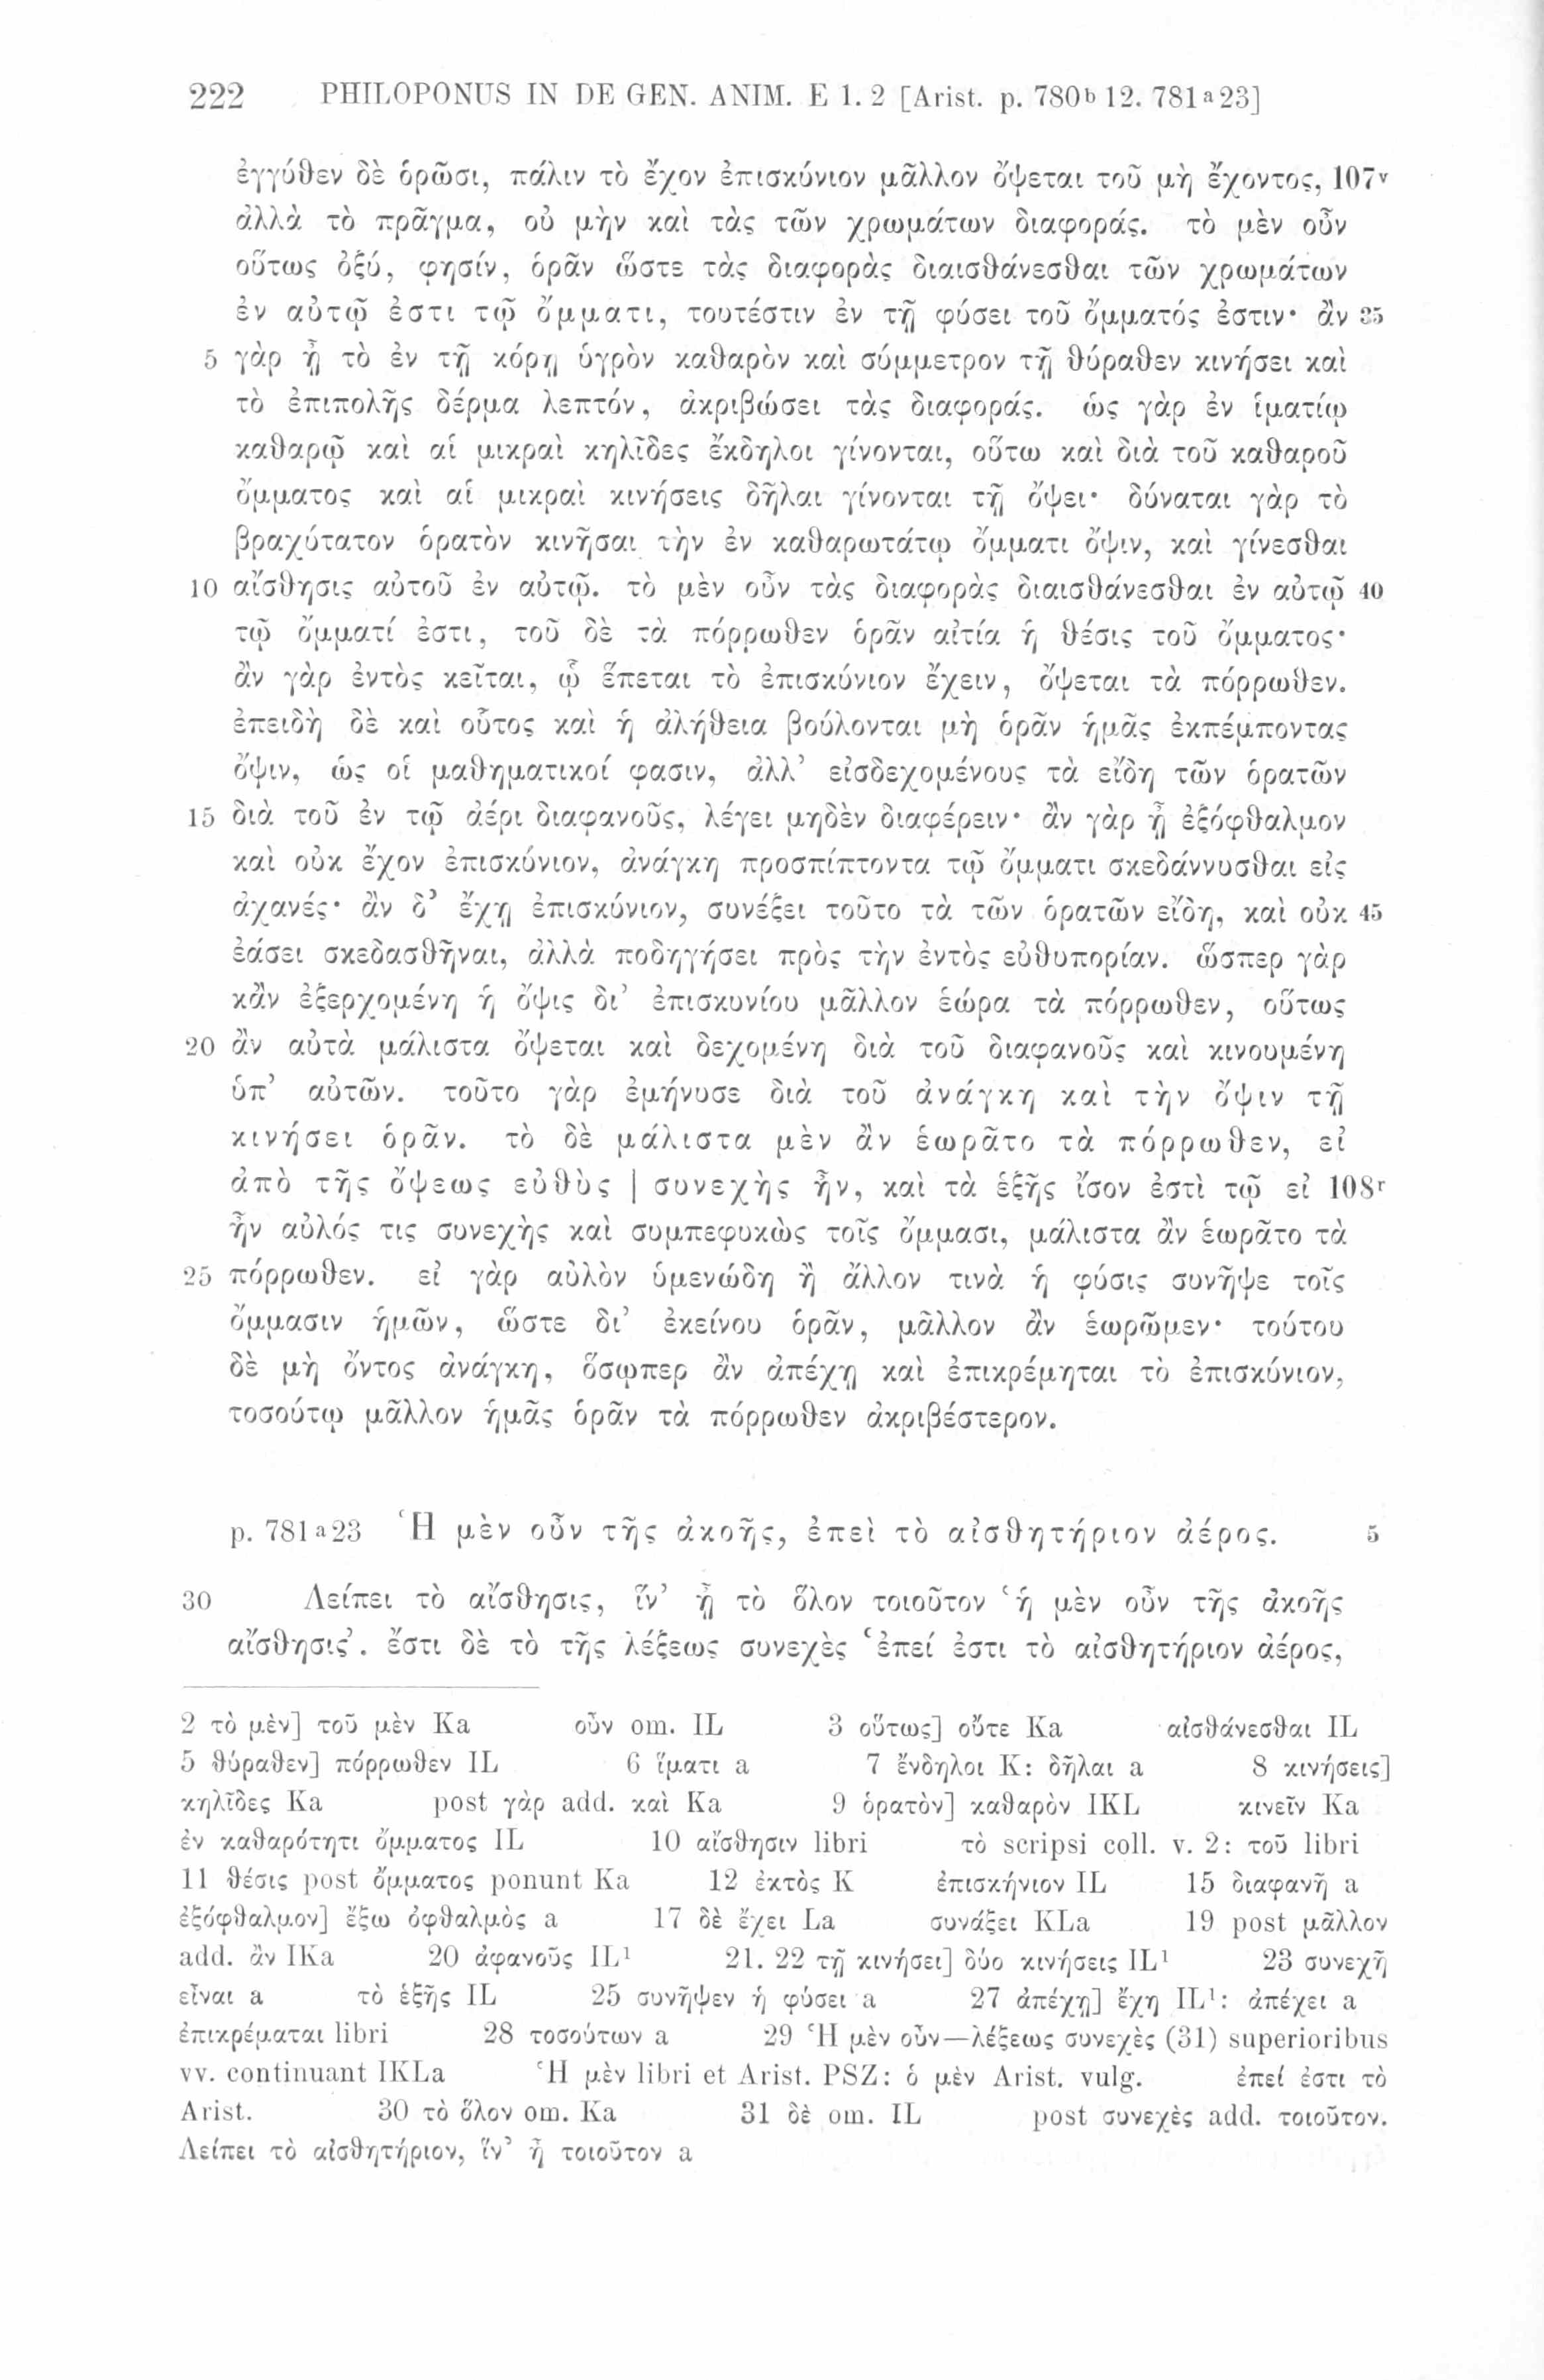 222 PHILOPONUS IN DE GEN. ANIM. E 1. 2 [Arist. p. 780b 12. 781a23]
ἐγγύθεν δὲ ὁρῶσι, πάλιν τὸ ἔχον ἐπισκύνιον μᾶλλον ὄψεται τοῦ μὴ ἔχοντος, 107v
ἀλλὰ τὸ πρᾶγμα, οὐ μὴν καὶ τὰς τῶν χρωμάτων διαφοράς. τὸ μὲν οὖν
οὕτως ὀξύ, φησίν, ὁρᾶν ὥστε τὰς διαφορὰς διαισθάνεσθαι τῶν χρωμάτων
ἐν αὐτῷ ἐστι τῷ ὄμματι, τουτέστιν ἐν τῇ φύσει τοῦ ὄμματός ἐστιν· ἂν 35
5 γὰρ ᾖ τὸ ἐν τῇ κόρῃ ὑγρὸν καθαρὸν καὶ σύμμετρον τῇ θύραθεν κινήσει καὶ
τὸ ἐπιπολῆς δέρμα λεπτόν, ἀκριβώσει τὰς διαφοράς. ὡς γὰρ ἐν ἱματίῳ
καθαρῷ καὶ αἱ μικραὶ κηλῖδες ἔκδηλοι γίνονται, οὕτω καὶ διὰ τοῦ καθαροῦ
ὄμματος καὶ αἱ μικραὶ κινήσεις δῆλαι γίνονται τῇ ὄψει· δύναται γὰρ τὸ
βραχύτατον ὁρατὸν κινῆσαι τὴν ἐν καθαρωτάτῳ ὄμματι ὄψιν, καὶ γίνεσθαι
10 αἴσθησις αὐτοῦ ἐν αὐτῷ. τὸ μὲν οὖν τὰς διαφορὰς διαισθάνεσθαι ἐν αὐτῷ 40
τῷ ὄμματί ἐστι, τοῦ δὲ τὰ πόρρωθεν ὁρᾶν αἰτία ἡ θέσις τοῦ ὄμματος·
ἂν γὰρ ἐντὸς κεῖται, ᾧ ἕπεται τὸ ἐπισκύνιον ἔχειν, ὄψεται τὰ πόρρωθεν.
ἐπειδὴ δὲ καὶ οὗτος καὶ ἡ ἀλήθεια βούλονται μὴ ὁρᾶν ἡμᾶς ἐκπέμποντας
ὄψιν, ὡς οἱ μαθηματικοί φασιν, ἀλλ’ εἰσδεχομένους τὰ εἴδη τῶν ὁρατῶν
15 διὰ τοῦ ἐν τῷ ἀέρι διαφανοῦς, λέγει μηδὲν διαφέρειν· ἂν γὰρ ᾖ ἐξόφθαλμον
καὶ οὐκ ἔχον ἐπισκύνιον, ἀνάγκη προσπίπτοντα τῷ ὄμματι σκεδάννυσθαι εἰς
ἀχανές· ἂν δ’ ἔχῃ ἐπισκύνιον, συνέξει τοῦτο τὰ τῶν ὁρατῶν εἴδη, καὶ οὐκ 45
ἐάσει σκεδασθῆναι, ἀλλὰ ποδηγήσει πρὸς τὴν ἐντὸς εὐθυπορίαν. ὥσπερ γὰρ
κἂν ἐξερχομένη ἡ ὄψις δι’ ἐπισκυνίου μᾶλλον ἑώρα τὰ πόρρωθεν, οὕτως
20 ἂν αὐτὰ μάλιστα ὄψεται καὶ δεχομένη διὰ τοῦ διαφανοῦς καὶ κινουμένη
ὑπ’ αὐτῶν. τοῦτο γὰρ ἐμήνυσε διὰ τοῦ ἀνάγκη καὶ τὴν ὄψιν τῇ
κινήσει ὁρᾶν. τὸ δὲ μάλιστα μὲν ἂν ἑωρᾶτο τὰ πόρρωθεν, εἰ
ἀπὸ τῆς ὄψεως εὐθὺς | συνεχὴς ἦν, καὶ τὰ ἑξῆς ἴσον ἐστὶ τῷ εἰ 108r
ἦν αὐλός τις συνεχὴς καὶ συμπεφυκὼς τοῖς ὄμμασι, μάλιστα ἂν ἑωρᾶτο τὰ
25 πόρρωθεν. εἰ γὰρ αὐλὸν ὑμενώδη ἢ ἄλλον τινὰ ἡ φύσις συνῆψε τοῖς
ὄμμασιν ἡμῶν, ὥστε δι’ ἐκείνου ὁρᾶν, μᾶλλον ἂν ἑωρῶμεν· τούτου
δὲ μὴ ὄντος ἀνάγκη, ὅσῳπερ ἂν ἀπέχῃ καὶ ἐπικρέμηται τὸ ἐπισκύνιον,
τοσούτῳ μᾶλλον ἡμᾶς ὁρᾶν τὰ πόρρωθεν ἀκριβέστερον.
p. 781a23 Ἡ μὲν οὖν τῆς ἀκοῆς, ἐπεὶ τὸ αἰσθητήριον ἀέρος. 5
30 Λείπει τὸ αἴσθησις, ἵν’ ᾖ τὸ ὅλον τοιοῦτον ‘ἡ μὲν οὖν τῆς ἀκοῆς
αἴσθησις’. ἔστι δὲ τὸ τῆς λέξεως συνεχὲς ‘ἐπεί ἐστι τὸ αἰσθητήριον ἀέρος,
2 τὸ μὲν] τοῦ μὲν Ka οὖν om. IL 3 οὕτως] οὔτε Ka αἰσθάνεσθαι IL
5 θύραθεν] πόρρωθεν IL 6 ἵματι a 7 ἔνδηλοι K: δῆλαι a 8 κινήσεις]
κηλῖδες Ka post γὰρ add. καὶ Ka 9 ὁρατὸν] καθαρὸν IKL κινεῖν Ka
ἐν καθαρότητι ὄμματος IL 10 αἴσθησιν libri τὸ scripsi coll. v. 2: τοῦ libri
11 θέσις post ὄμματος ponunt Ka 12 ἐκτὸς K ἐπισκήνιον IL 15 διαφανῆ a
ἐξόφθαλμον] ἔξω ὀφθαλμὸς a 17 δὲ ἔχει La συνάξει KLa 19 post μᾶλλον
add. ἂν IKa 20 ἀφανοῦς IL1 21. 22 τῇ κινήσει] δύο κινήσεις IL1 23 συνεχῆ
εἶναι a τὸ ἑξῆς IL 25 συνῆψεν ἡ φύσει a 27 ἀπέχῃ] ἔχη IL1: ἀπέχει a
ἐπικρέμαται libri 28 τοσούτων a 29 Ἡ μὲν οὖν—λέξεως συνεχὲς (31) superioribus
vv. continuant IKLa Ἡ μὲν libri et Arist. PSZ: ὁ μὲν Arist. vulg. ἐπεί ἐστι τὸ
Arist. 30 τὸ ὅλον om. Ka 31 δὲ om. IL post συνεχὲς add. τοιοῦτον.
Λείπει τὸ αἰσθητήριον, ἵν’ ᾖ τοιοῦτον a